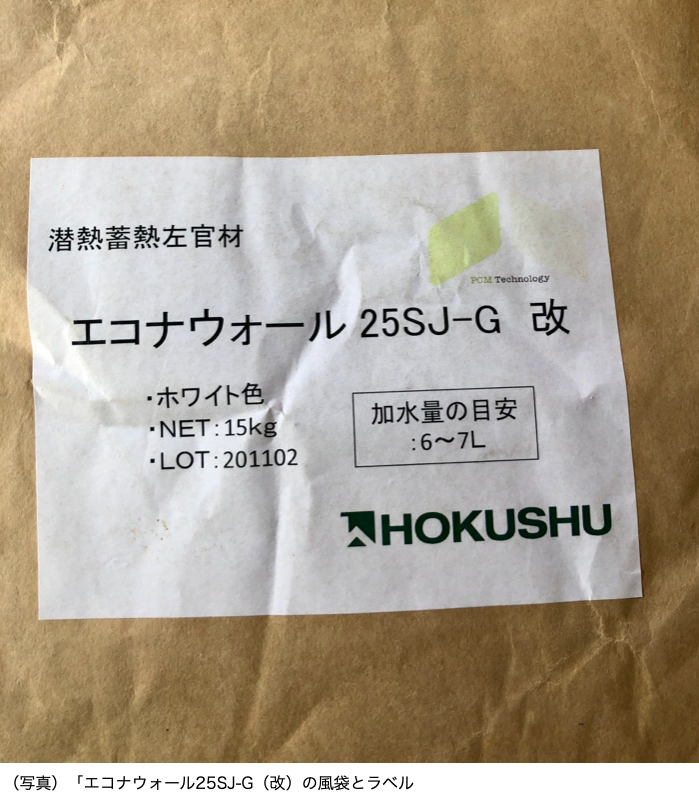 潜熱蓄熱左官材
PCM Technology
エコナウォール 25SJ-G 改
・ホワイト色
・NET:15kg
・LOT:201102
加水量の目安
:6～7L
HOKUSHU
（写真）「エコナウォール25SJ-G（改）の風袋とラベル